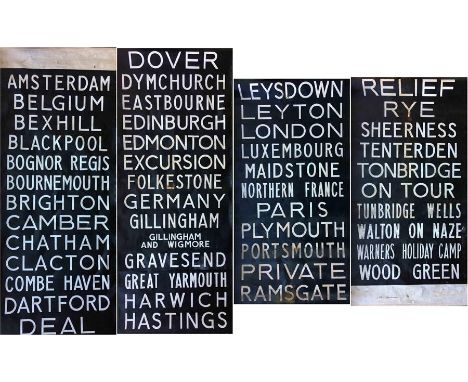 AMSTERDAM
BELGIUM
BEXHILL
BLACKPOOL
BOGNOR REGIS
BOURNEMOUTH
BRIGHTON
CAMBER
CHATHAM
CLACTON
COMBE HAVEN
DARTFORD
DEAL
DOVER
DYMCHURCH
EASTBOURNE
EDINBURGH
EDMONTON
EXCURSION
FOLKESTONE
GERMANY
GILLINGHAM
GILLINGHAM
AND WIGMORE
GRAVESEND
GREAT YARMOUTH
HARWICH
HASTINGS
LEYSDOWN
LEYTON
LONDON
LUXEMBOURG
MAIDSTONE
NORTHERN FRANCE
PARIS
PLYMOUTH
PORTSMOUTH
PRIVATE
RAMSGATE
RELIEF
RYE
SHEERNESS
TENTERDEN
TONBRIDGE
ON TOUR
TUNBRIDGE WELLS
WALTON ON NAZE
WARNERS HOLIDAY CAMP
WOOD GREEN